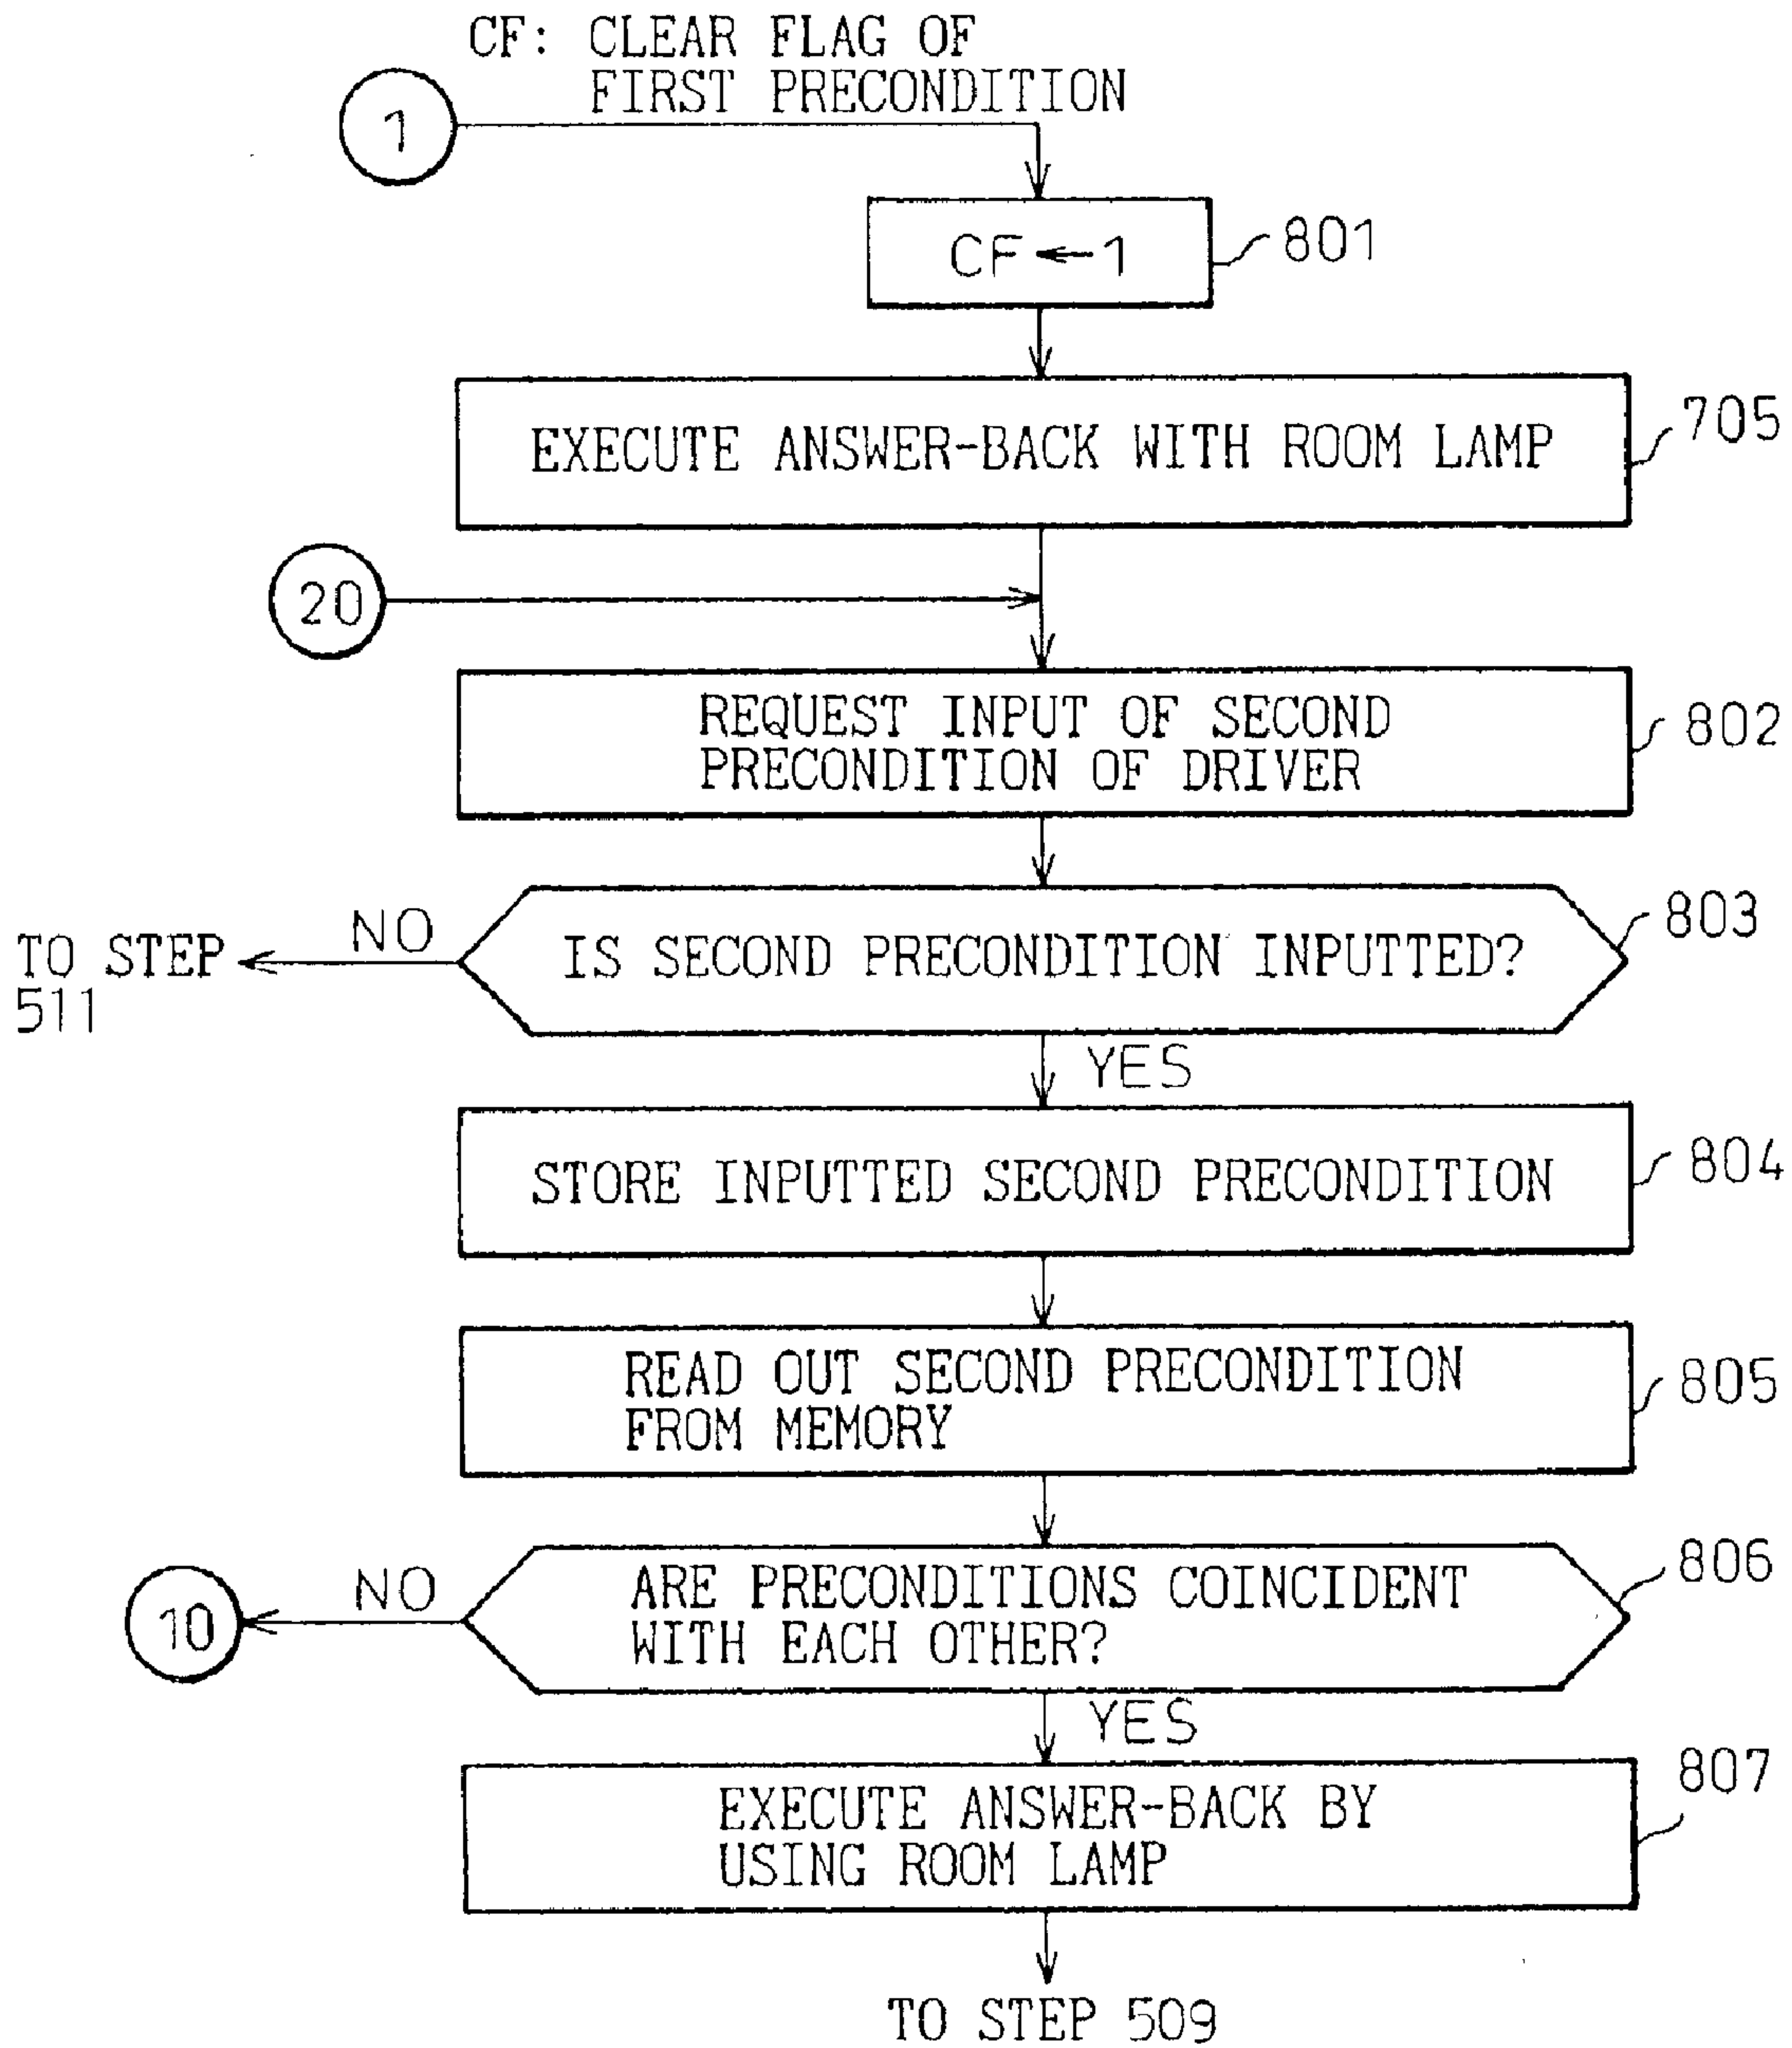 CF: CLEAR FLAG OF
FIRST PRECONDITION
1
CF ← 1
801
EXECUTE ANSWER-BACK WITH ROOM LAMP
705
20
REQUEST INPUT OF SECOND
PRECONDITION OF DRIVER
802
IS SECOND PRECONDITION INPUTTED?
803
NO
TO STEP
511
YES
STORE INPUTTED SECOND PRECONDITION
804
READ OUT SECOND PRECONDITION
FROM MEMORY
805
ARE PRECONDITIONS COINCIDENT
WITH EACH OTHER?
806
NO
10
YES
EXECUTE ANSWER-BACK BY
USING ROOM LAMP
807
TO STEP 509